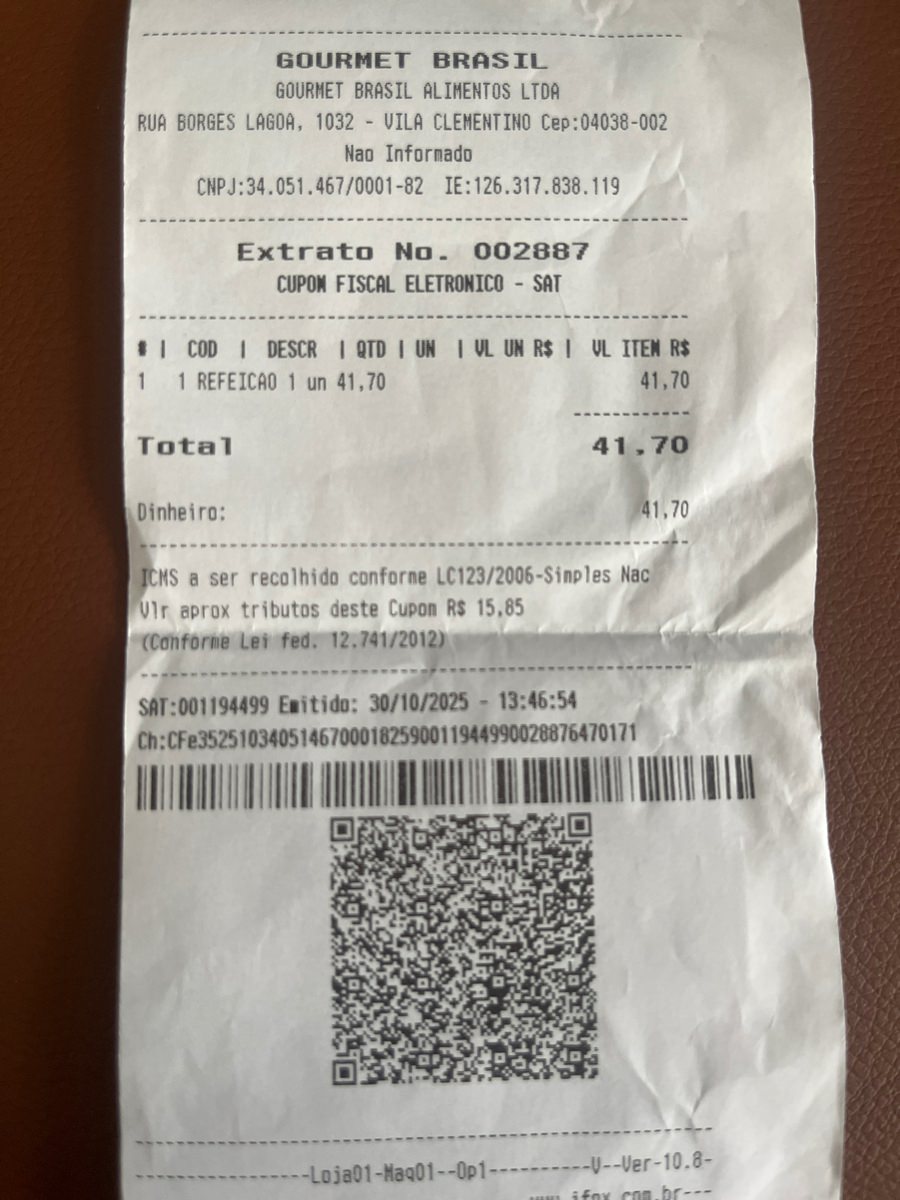 GOURMET BRASIL
GOURMET BRASIL ALIMENTOS LTDA
RUA BORGES LAGOA, 1032 - VILA CLEMENTINO Cep:04038-002
Nao Informado
CNPJ:34.051.467/0001-82 IE:126.317.838.119
Extrato No. 002887
CUPOM FISCAL ELETRONICO - SAT
# | COD | DESCR | QTD | UN | VL UN R$ | VL ITEM R$
1 1 REFEICAO 1 un 41,70 41,70
Total 41,70
Dinheiro: 41,70
ICMS a ser recolhido conforme LC123/2006-Simples Nac
Vlr aprox tributos deste Cupom R$ 15,85
(Conforme Lei fed. 12.741/2012)
SAT:001194499 Emitido: 30/10/2025 - 13:46:54
Ch:CFe35251034051467000182590011944990028876470171
-----------------Loja01-Maq01--Op1----------V--Ver-10.8-